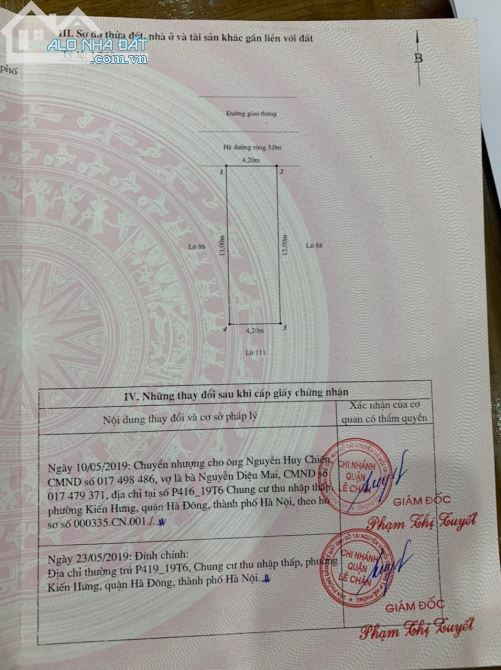 III. Sơ đồ thửa đất, nhà ở và tài sản khác gắn liền với đất
ALO NHÀ ĐẤT
.com.vn
phố
B
Đường giao thông
Hè đường rộng 3,0m
4,20m
1
2
Lô 86
13,00m
13,00m
Lô 88
4
4,20m
3
Lô 111
IV. Những thay đổi sau khi cấp giấy chứng nhận
Nội dung thay đổi và cơ sở pháp lý
Xác nhận của cơ
quan có thẩm quyền
Ngày 10/05/2019: Chuyển nhượng cho ông Nguyễn Huy Chiến,
CMND số 017 498 486, vợ là bà Nguyễn Diệu Mai, CMND số
017 479 371, địa chỉ tại số P416_19T6 Chung cư thu nhập thấp,
phường Kiến Hưng, quận Hà Đông, thành phố Hà Nội, theo hồ
sơ số 000335.CN.001./.
CHI NHÁNH
QUẬN
LÊ CHÂN
GIÁM ĐỐC
Phạm Thị Tuyết
Ngày 23/05/2019: Đính chính:
Địa chỉ thường trú P419_19T6, Chung cư thu nhập thấp, phường
Kiến Hưng, quận Hà Đông, thành phố Hà Nội.
CHI NHÁNH
QUẬN
LÊ CHÂN
GIÁM ĐỐC
Phạm Thị Tuyết